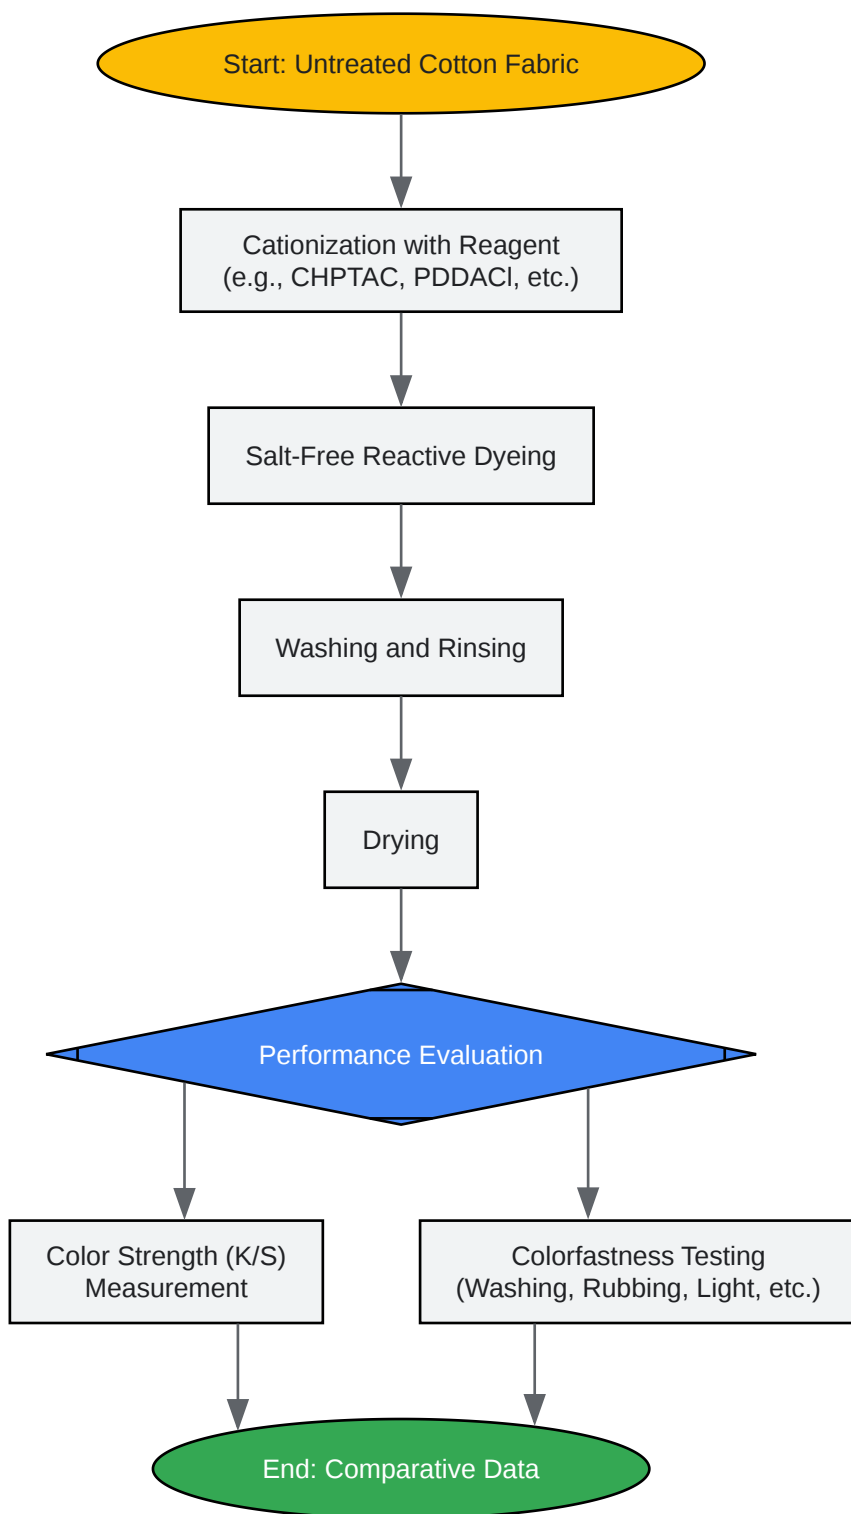 Start: Untreated Cotton Fabric
Cationization with Reagent
(e.g., CHPTAC, PDDACl, etc.)
Salt-Free Reactive Dyeing
Washing and Rinsing
Drying
Performance Evaluation
Color Strength (K/S)
Measurement
Colorfastness Testing
(Washing, Rubbing, Light, etc.)
End: Comparative Data